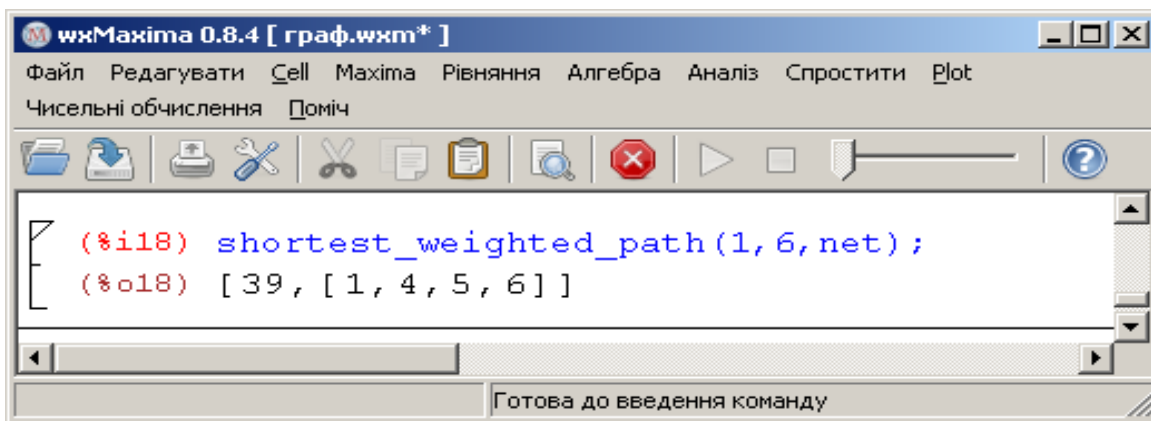 wxMaxima 0.8.4 [ граф.wxm* ]
Файл Редагувати Cell Maxima Рівняння Алгебра Аналіз Спростити Plot
Чисельні обчислення Поміч
(%i18) shortest_weighted_path(1,6,net);
(%o18) [39,[1,4,5,6]]
Готова до введення команду